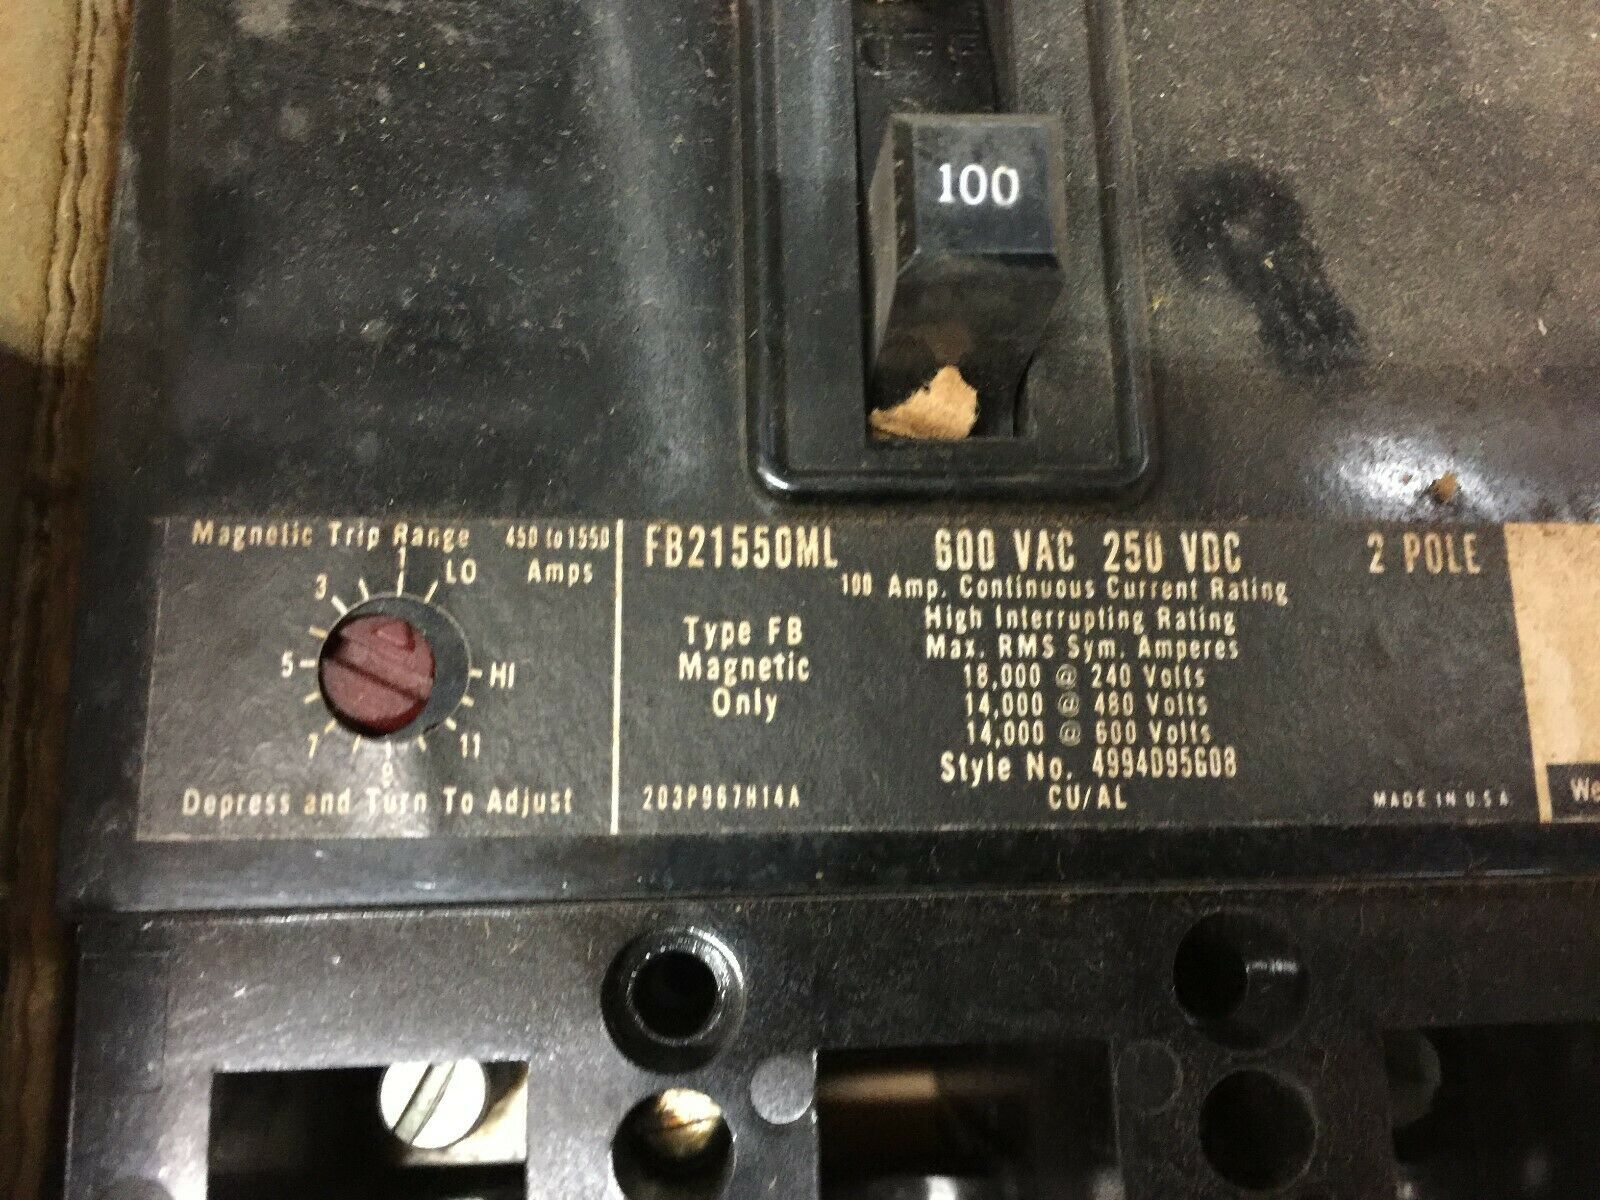 OFF
100
Magnetic Trip Range 450 to 1550 Amps
1
LO
3
5
HI
7
9
11
Depress and Turn To Adjust
FB21550ML 600 VAC 250 VDC 2 POLE
100 Amp. Continuous Current Rating
High Interrupting Rating
Type FB
Magnetic
Only
Max. RMS Sym. Amperes
18,000 @ 240 Volts
14,000 @ 480 Volts
14,000 @ 600 Volts
Style No. 4994D95G08
203P967H14A
CU/AL
MADE IN U.S.A.
We